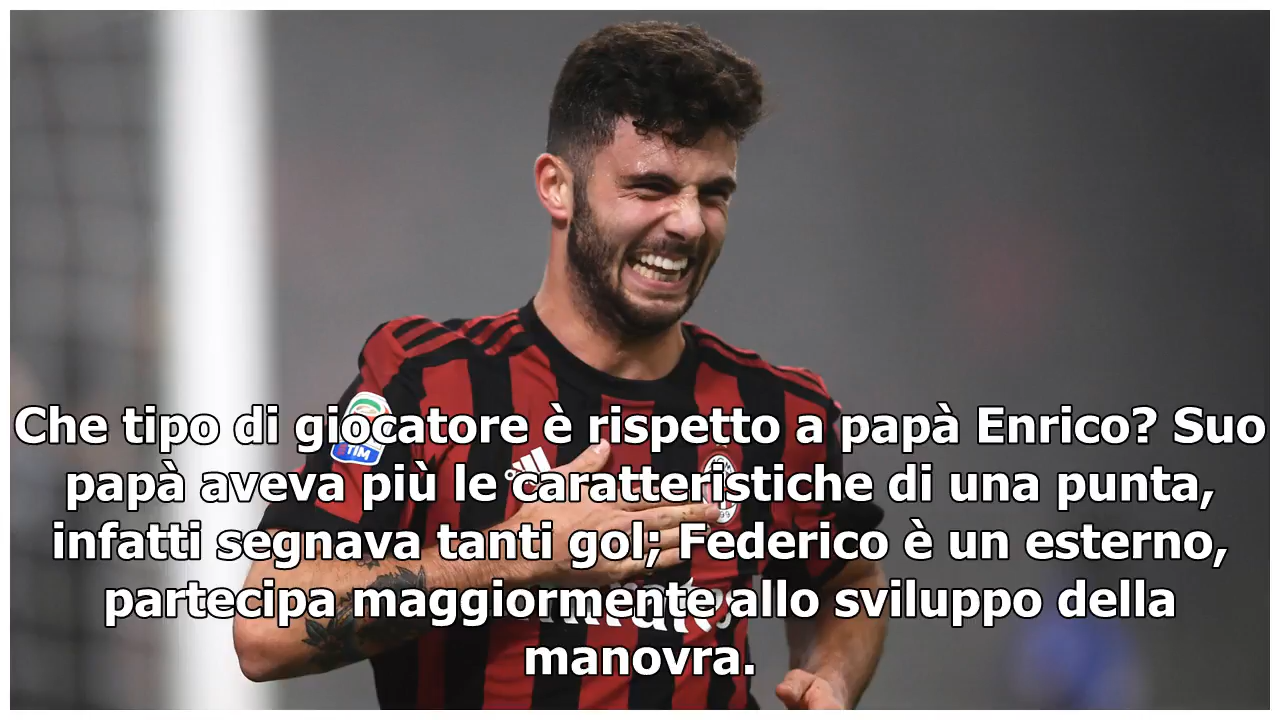 Che tipo di giocatore è rispetto a papà Enrico? Suo
papà aveva più le caratteristiche di una punta,
infatti segnava tanti gol; Federico è un esterno,
partecipa maggiormente allo sviluppo della
manovra.
TIM